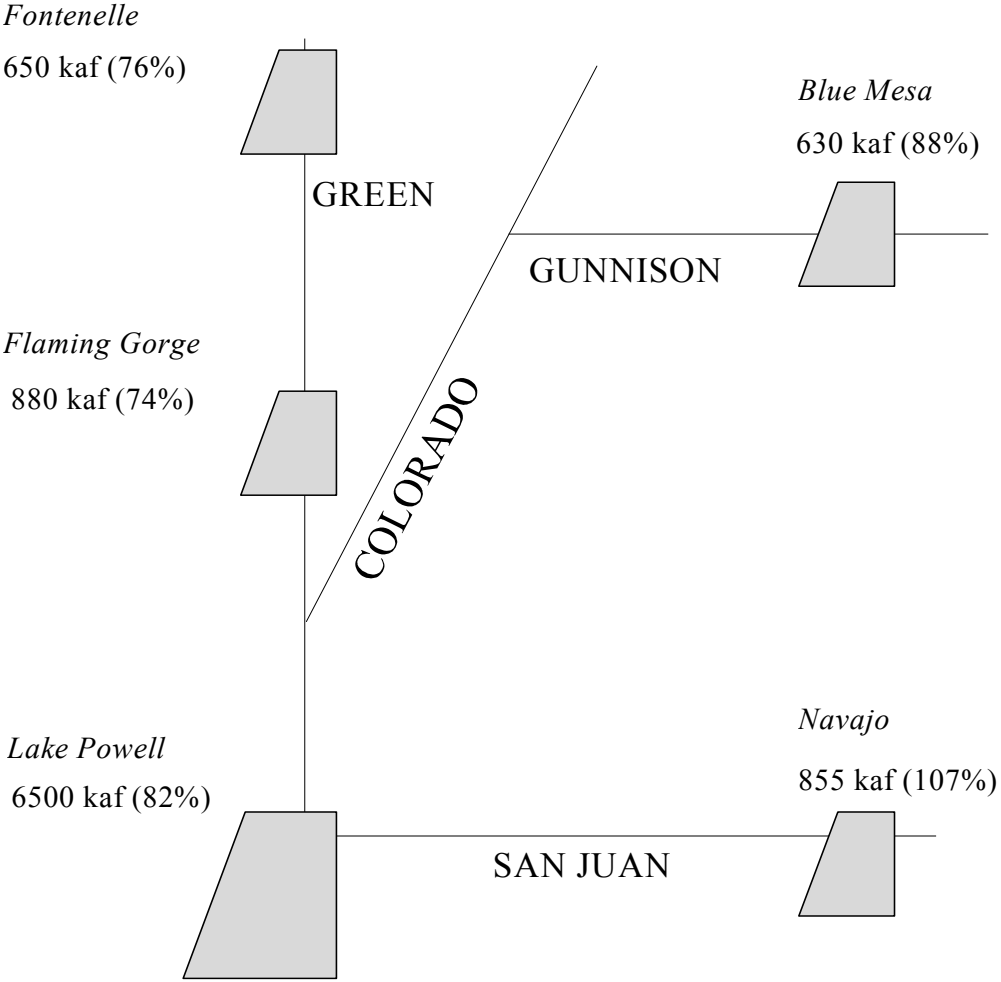 Fontenelle
650 kaf (76%)
Blue Mesa
630 kaf (88%)
GREEN
GUNNISON
Flaming Gorge
880 kaf (74%)
COLORADO
Lake Powell
6500 kaf (82%)
Navajo
855 kaf (107%)
SAN JUAN